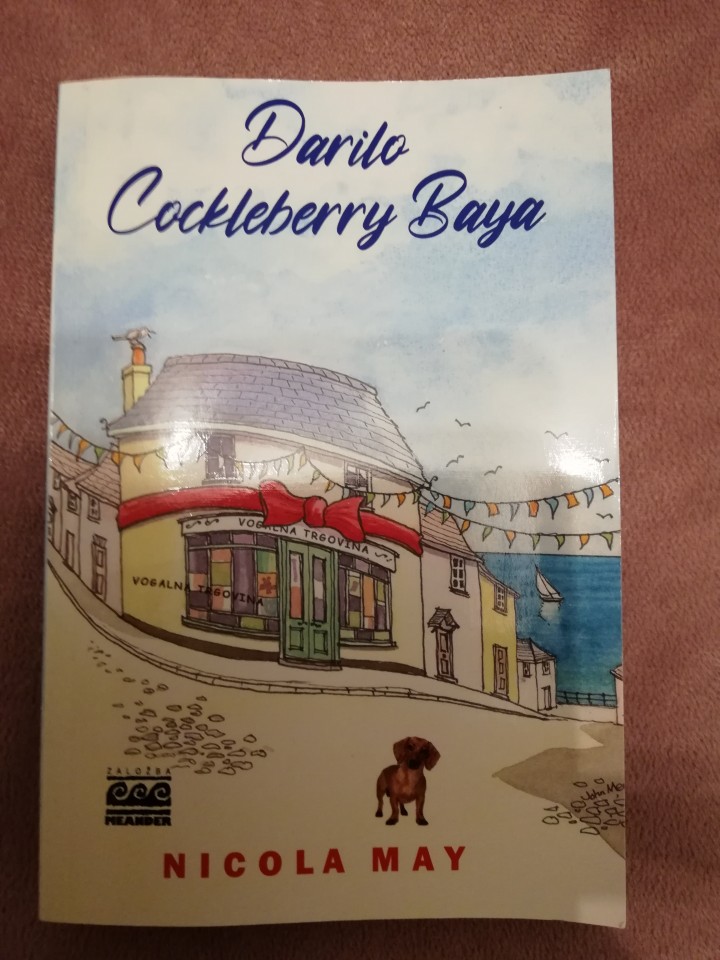 Darilo
Cockleberry Baya
VOGALNA TRGOVINA
VOGALNA TRGOVINA
ZALOŽBA
MEANDER
NICOLA MAY